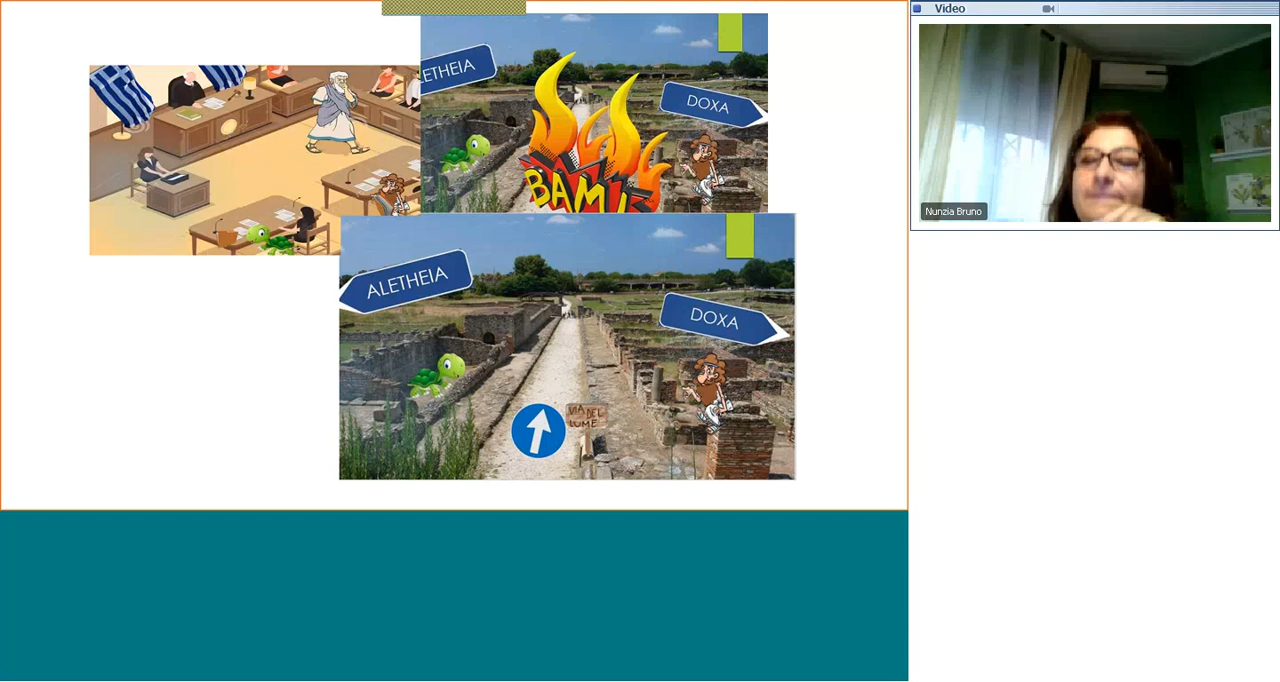 Video
Nunzia Bruno
ETHEIA
DOXA
BAM!
ALETHEIA
DOXA
VIA DEL
LUME